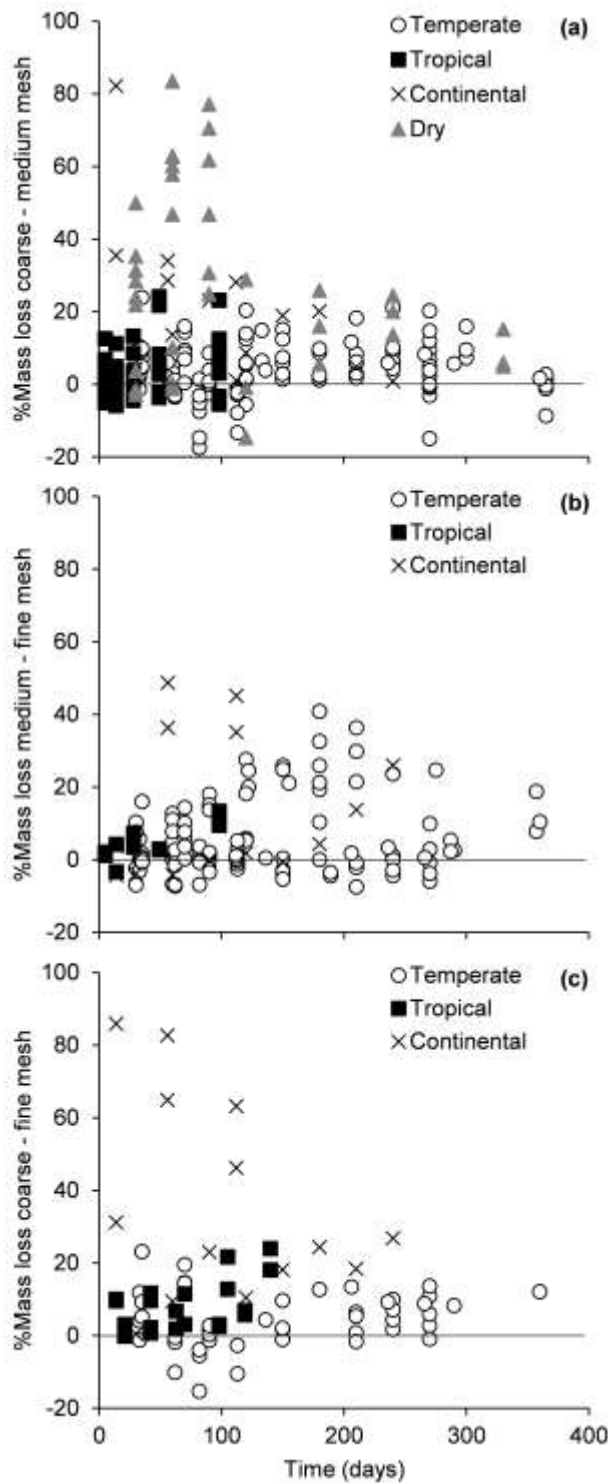 100
80
60
40
20
0
-20
%Mass loss coarse - medium mesh
Temperate
Tropical
Continental
Dry
(a)
100
80
60
40
20
0
-20
%Mass loss medium - fine mesh
Temperate
Tropical
Continental
(b)
100
80
60
40
20
0
-20
%Mass loss coarse - fine mesh
Temperate
Tropical
Continental
(c)
0 100 200 300 400
Time (days)